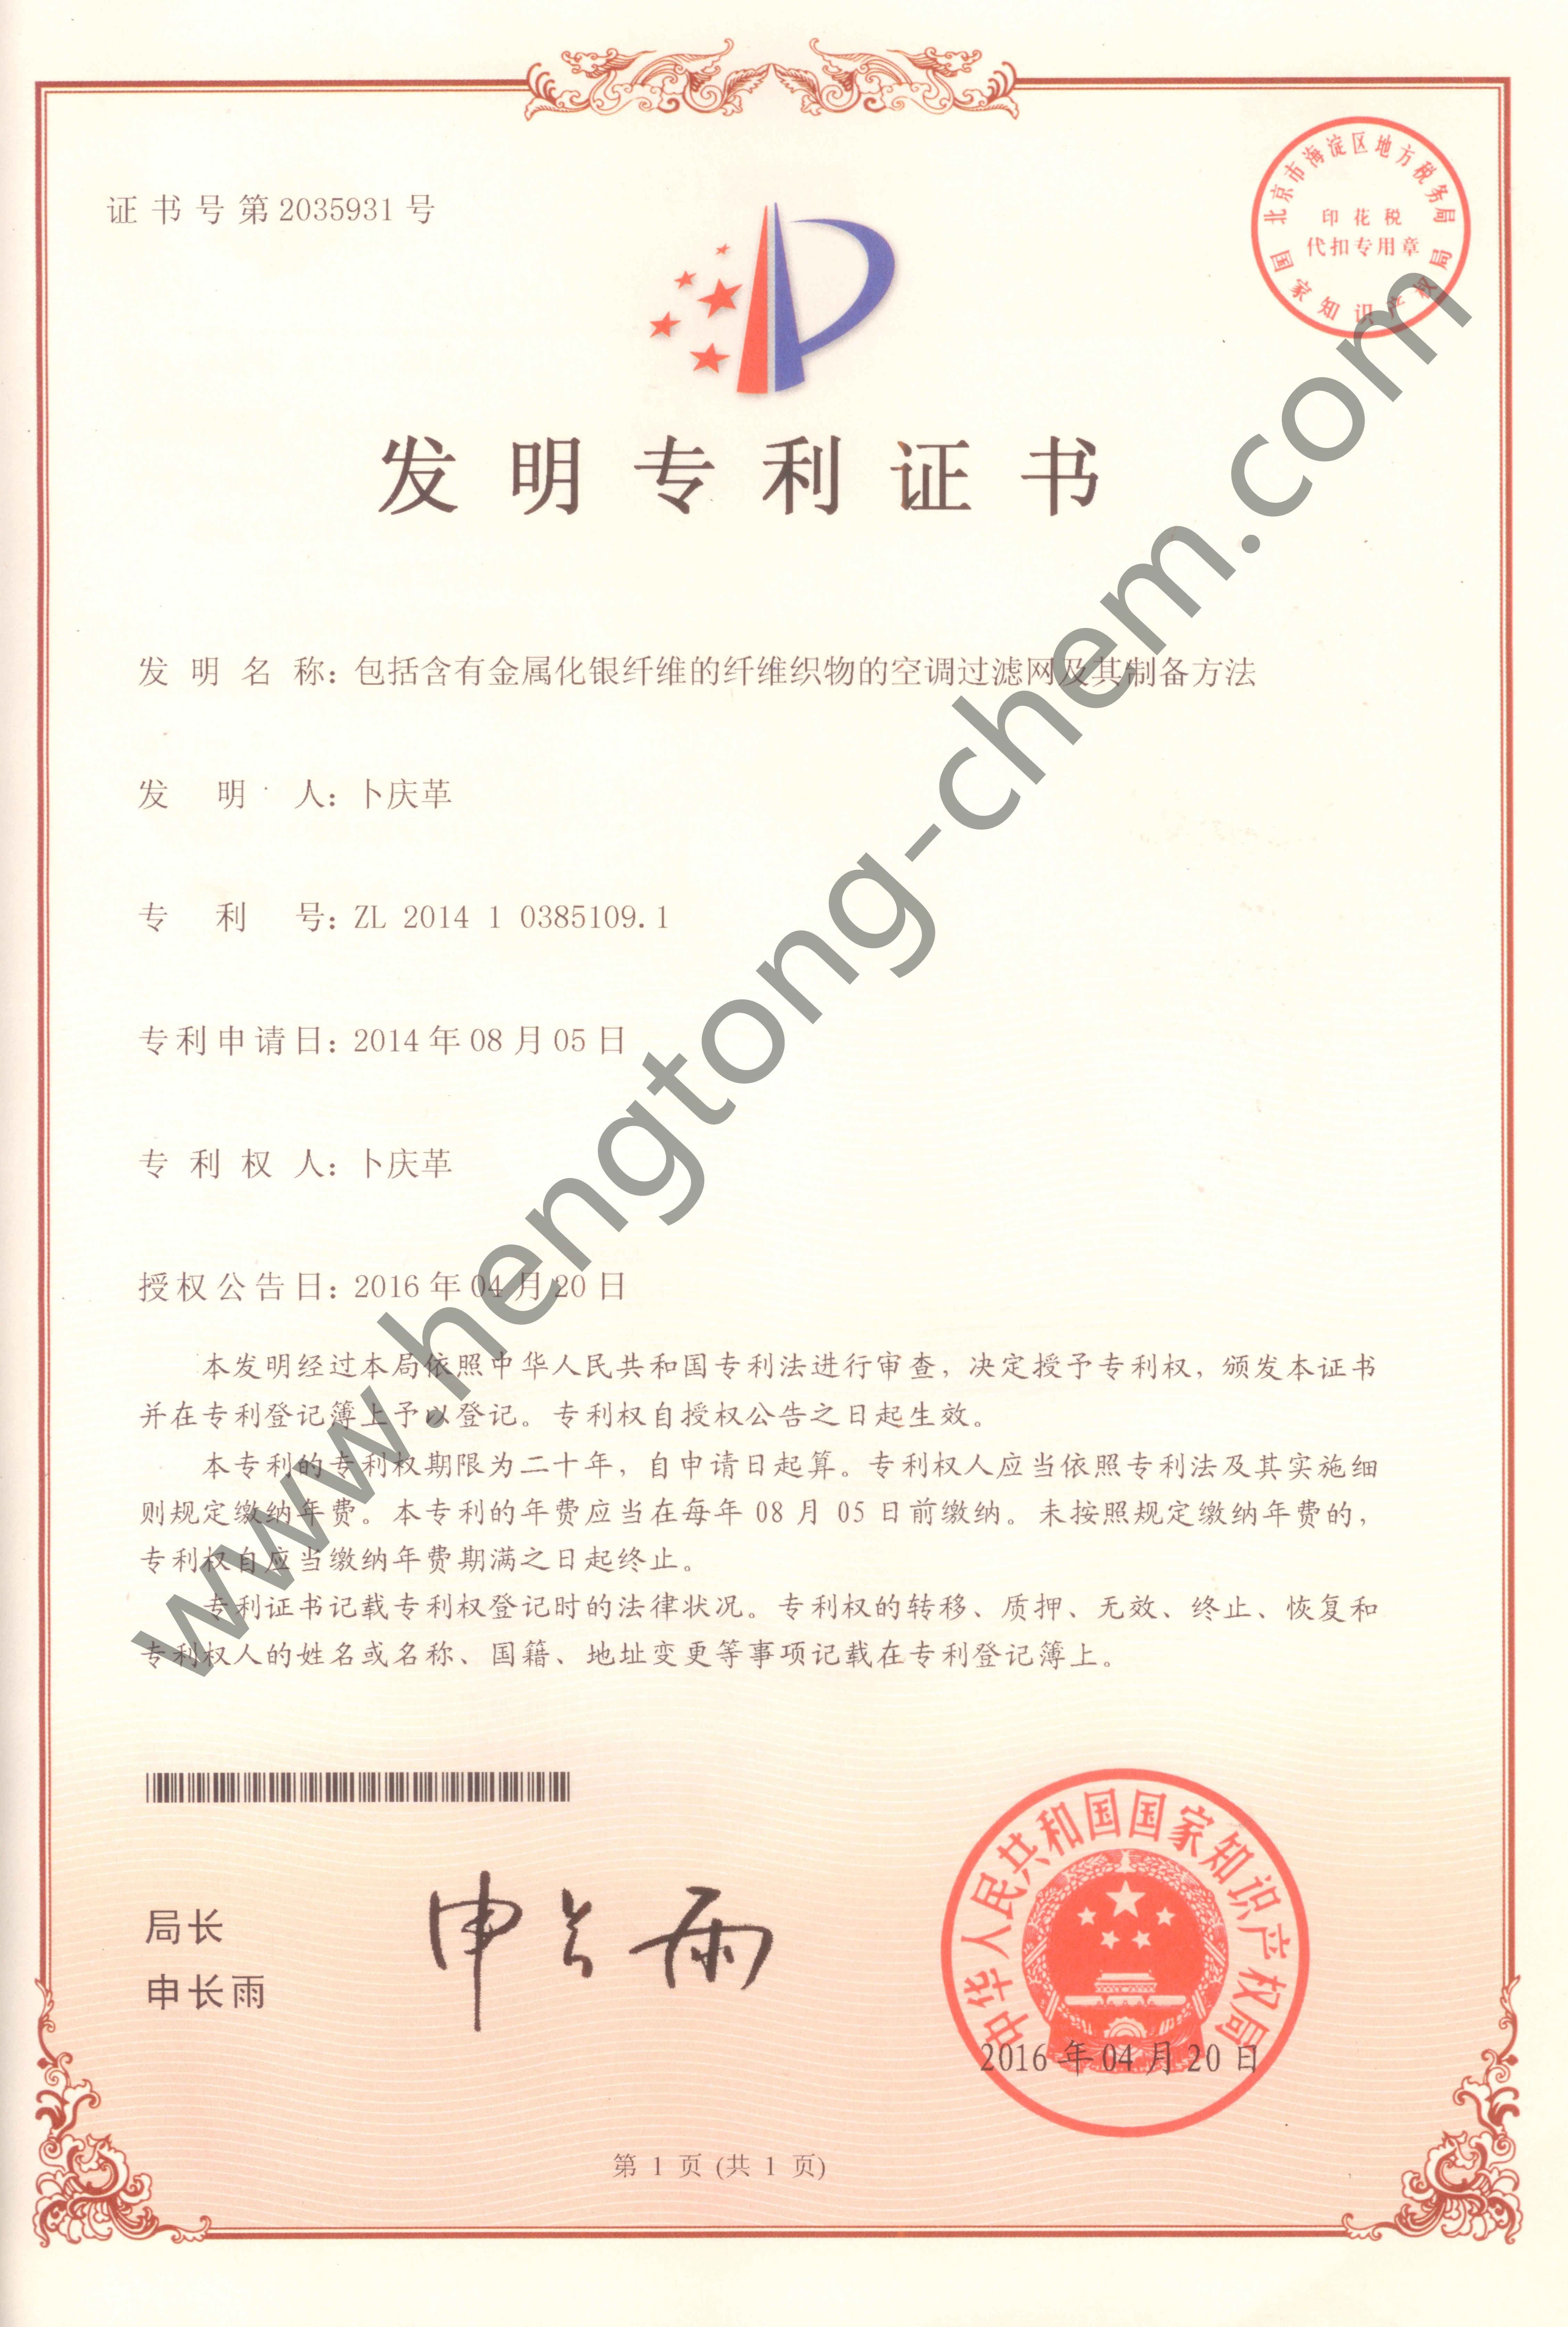 证书号第2035931号
北京市海淀区地方税务局
印花税
代扣专用章
国家知识产权局
发明专利证书
发明名称：包括含有金属化银纤维的纤维织物的空调过滤网及其制备方法
发明人：卜庆革
专利号：ZL 2014 1 0385109.1
专利申请日：2014年08月05日
专利权人：卜庆革
授权公告日：2016年04月20日
本发明经过本局依照中华人民共和国专利法进行审查，决定授予专利权，颁发本证书
并在专利登记簿上予以登记。专利权自授权公告之日起生效。
本专利的专利权期限为二十年，自申请日起算。专利权人应当依照专利法及其实施细
则规定缴纳年费。本专利的年费应当在每年 08 月 05 日前缴纳。未按照规定缴纳年费的，
专利权自应当缴纳年费期满之日起终止。
专利证书记载专利权登记时的法律状况。专利权的转移、质押、无效、终止、恢复和
专利权人的姓名或名称、国籍、地址变更等事项记载在专利登记簿上。
局长
申长雨
申长雨
中华人民共和国国家知识产权局
2016年04月20日
第 1 页 (共 1 页)
www.hengtong-chem.com